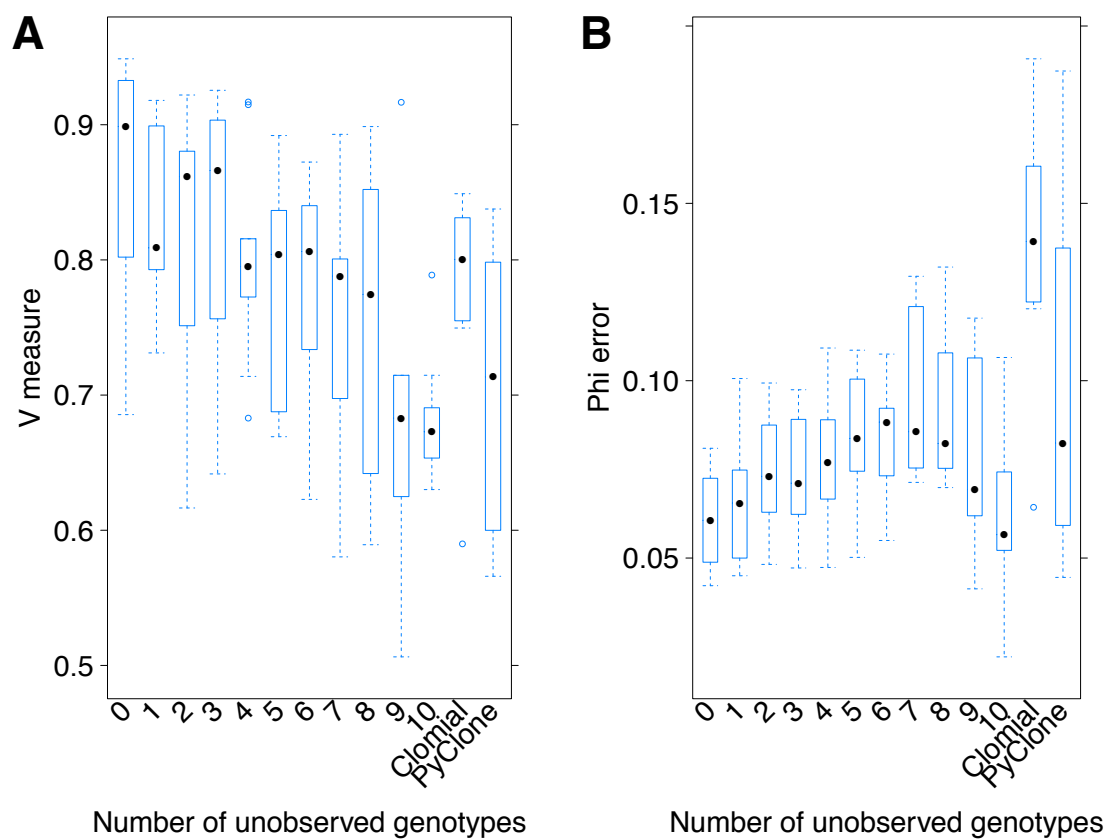 A
V measure
0.9
0.8
0.7
0.6
0.5
0 1 2 3 4 5 6 7 8 9 10 Clomial PyClone
Number of unobserved genotypes
B
Phi error
0.15
0.10
0.05
0 1 2 3 4 5 6 7 8 9 10 Clomial PyClone
Number of unobserved genotypes